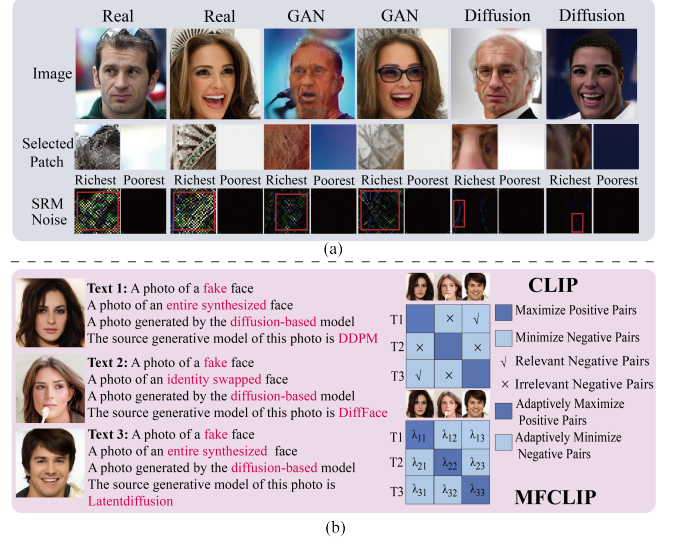 Real Real GAN GAN Diffusion Diffusion
Image
Selected
Patch
Richest Poorest Richest Poorest Richest Poorest Richest Poorest Richest Poorest Richest Poorest
SRM
Noise
(a)
Text 1: A photo of a fake face
A photo of an entire synthesized face
A photo generated by the diffusion-based model
The source generative model of this photo is DDPM
Text 2: A photo of a fake face
A photo of an identity swapped face
A photo generated by the diffusion-based model
The source generative model of this photo is DiffFace
Text 3: A photo of a fake face
A photo of an entire synthesized face
A photo generated by the diffusion-based model
The source generative model of this photo is
Latentdiffusion
T1 × √
T2 × ×
T3 √ ×
CLIP
Maximize Positive Pairs
Minimize Negative Pairs
√ Relevant Negative Pairs
× Irrelevant Negative Pairs
Adaptively Maximize
Positive Pairs
Adaptively Minimize
Negative Pairs
T1 λ11 λ12 λ13
T2 λ21 λ22 λ23
T3 λ31 λ32 λ33
MFCLIP
(b)